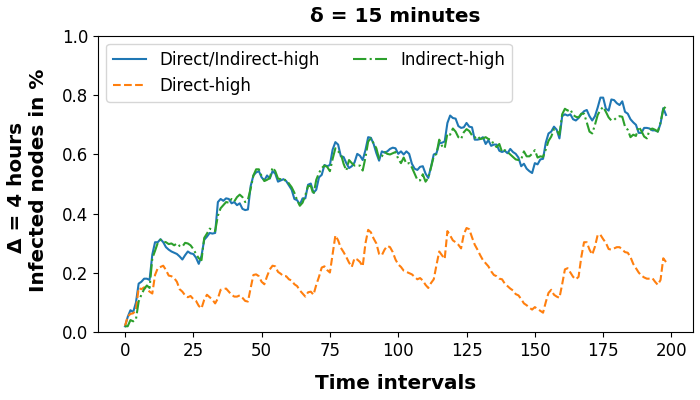 δ = 15 minutes
Direct/Indirect-high
Direct-high
Indirect-high
Δ = 4 hours
Infected nodes in %
1.0
0.8
0.6
0.4
0.2
0.0
0 25 50 75 100 125 150 175 200
Time intervals